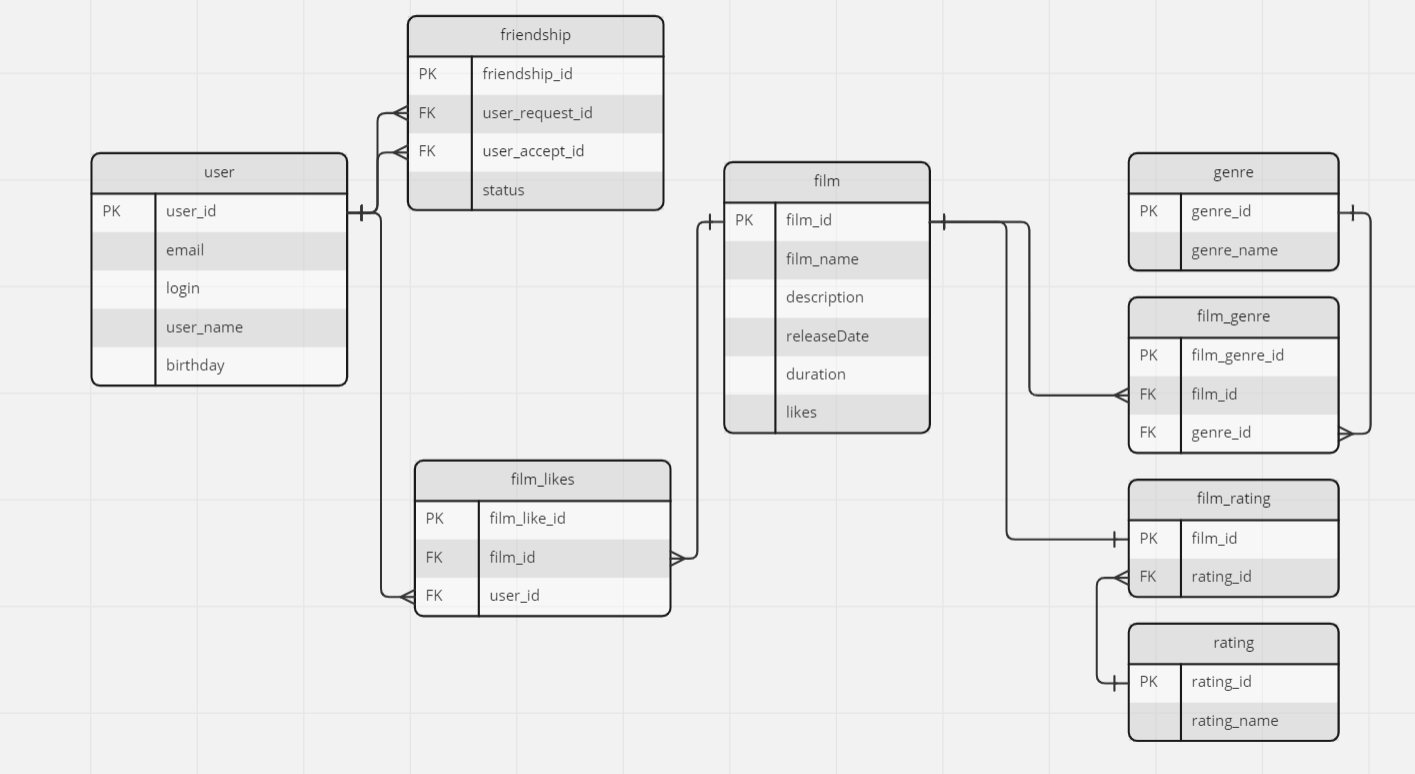 friendship
PK friendship_id
FK user_request_id
FK user_accept_id
status
user
PK user_id
email
login
user_name
birthday
film
PK film_id
film_name
description
releaseDate
duration
likes
genre
PK genre_id
genre_name
film_genre
PK film_genre_id
FK film_id
FK genre_id
film_likes
PK film_like_id
FK film_id
FK user_id
film_rating
PK film_id
FK rating_id
rating
PK rating_id
rating_name